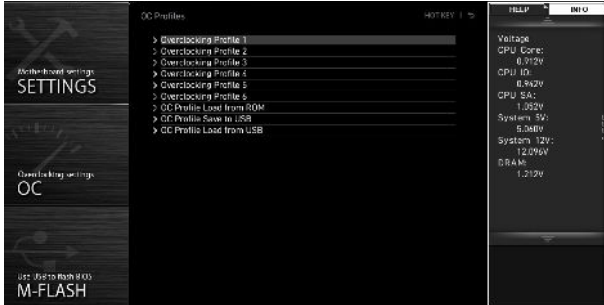 Motherboard settings
SETTINGS
Overclocking settings
OC
Use USB to flash BIOS
M-FLASH
OC Profiles
HOT KEY
> Overclocking Profile 1
> Overclocking Profile 2
> Overclocking Profile 3
> Overclocking Profile 4
> Overclocking Profile 5
> Overclocking Profile 6
> OC Profile Load from ROM
> OC Profile Save to USB
> OC Profile Load from USB
HELP
INFO
Voltage
CPU Core:
0.912V
CPU IO:
0.962V
CPU SA:
1.052V
System 5V:
5.060V
System 12V:
12.096V
DRAM:
1.212V